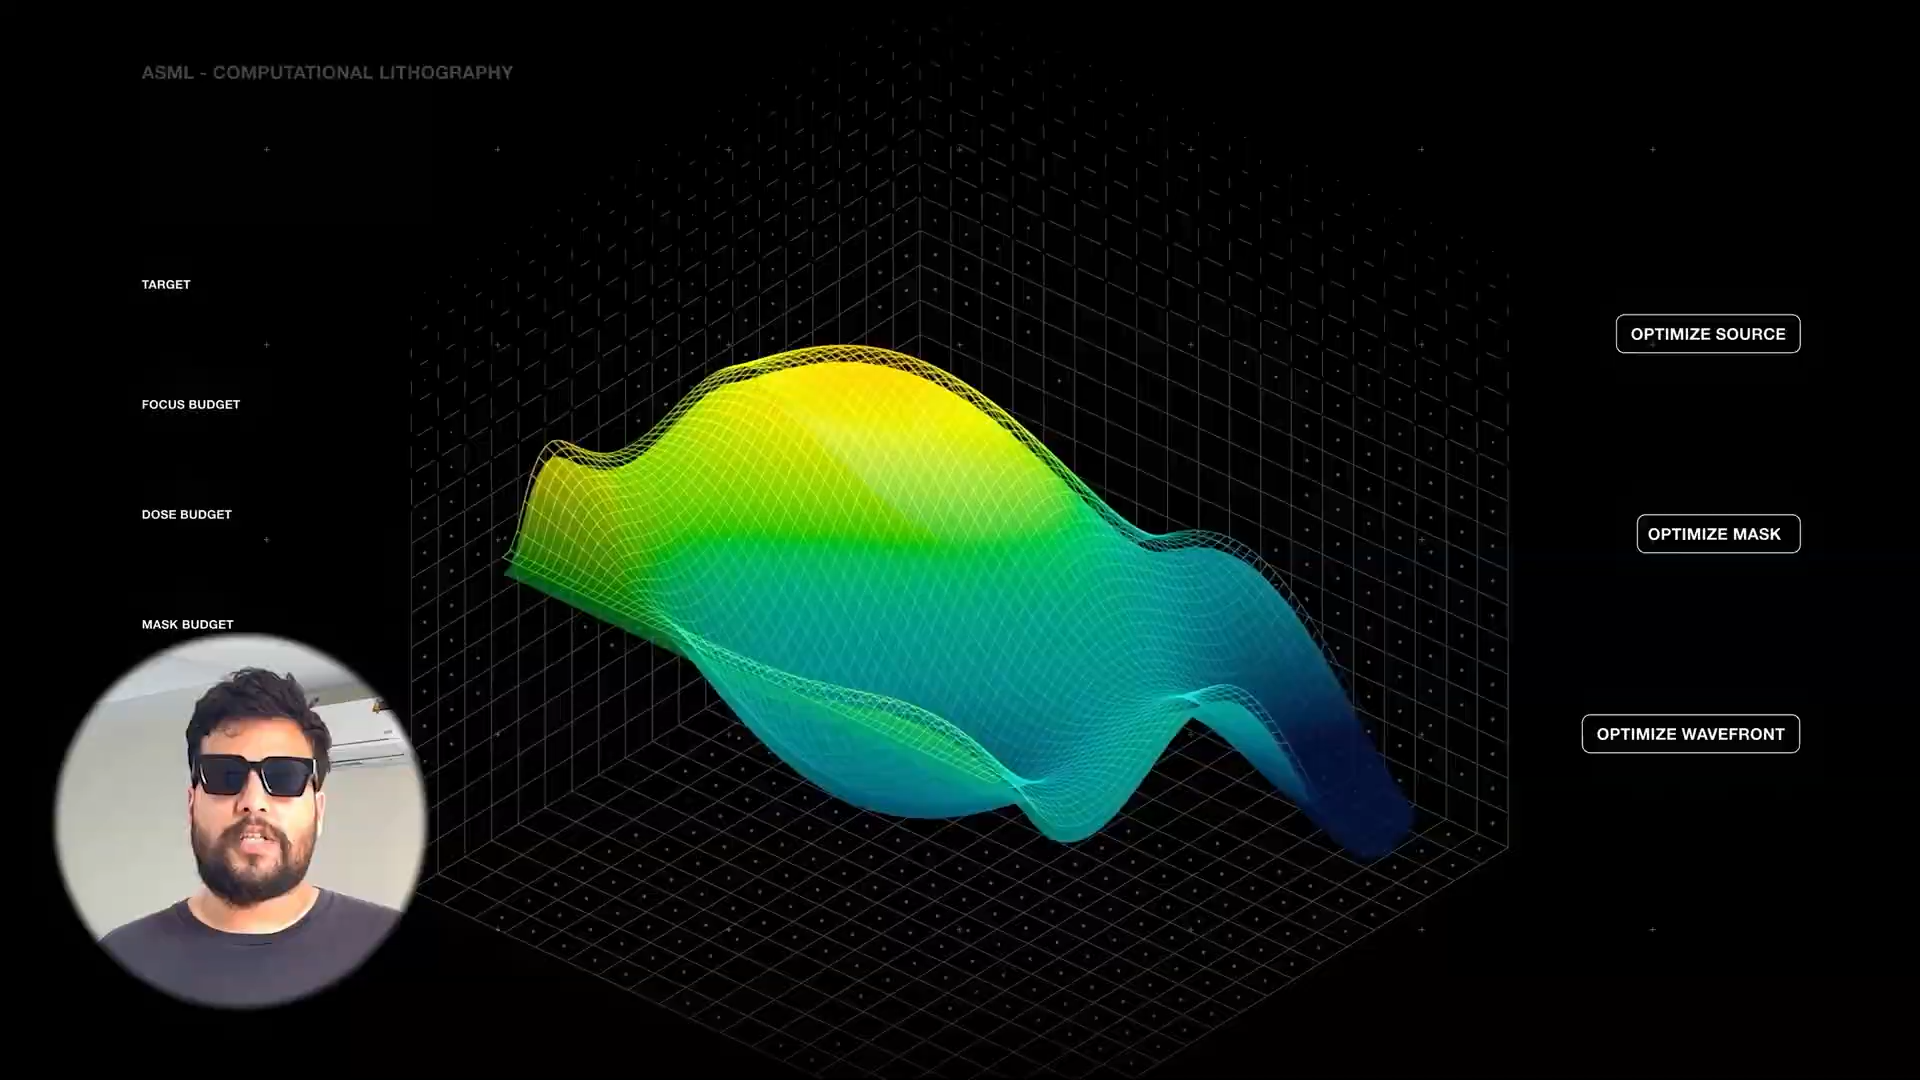 ASML - COMPUTATIONAL LITHOGRAPHY
TARGET
OPTIMIZE SOURCE
FOCUS BUDGET
DOSE BUDGET
OPTIMIZE MASK
MASK BUDGET
OPTIMIZE WAVEFRONT